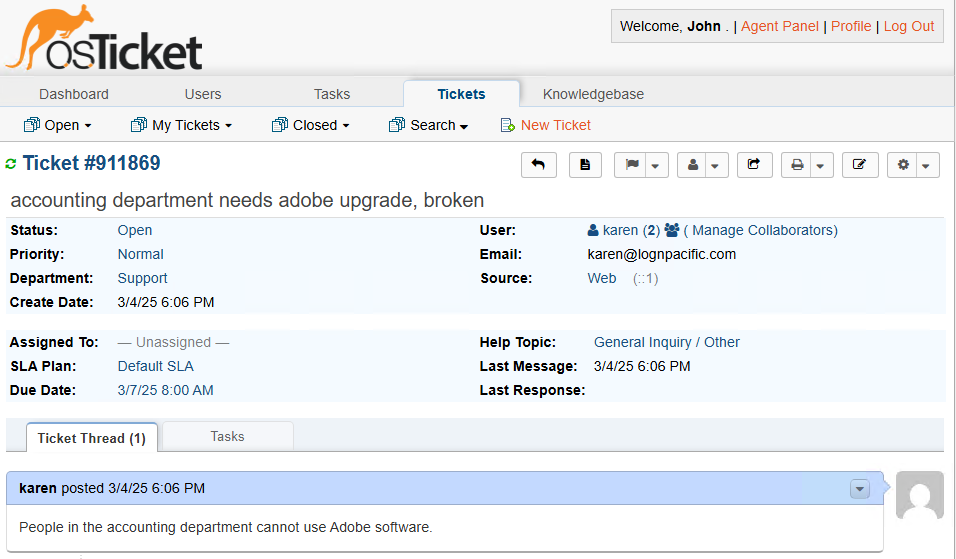 osTicket
Welcome, John . | Agent Panel | Profile | Log Out
Dashboard Users Tasks Tickets Knowledgebase
Open My Tickets Closed Search New Ticket
Ticket #911869
accounting department needs adobe upgrade, broken
Status: Open User: karen (2) ( Manage Collaborators)
Priority: Normal Email: karen@lognpacific.com
Department: Support Source: Web (::1)
Create Date: 3/4/25 6:06 PM
Assigned To: — Unassigned — Help Topic: General Inquiry / Other
SLA Plan: Default SLA Last Message: 3/4/25 6:06 PM
Due Date: 3/7/25 8:00 AM Last Response:
Ticket Thread (1) Tasks
karen posted 3/4/25 6:06 PM
People in the accounting department cannot use Adobe software.